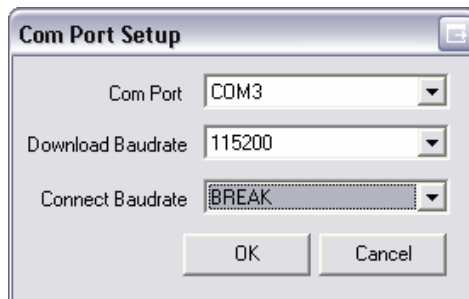 Com Port Setup
Com Port COM3
Download Baudrate 115200
Connect Baudrate BREAK
OK Cancel